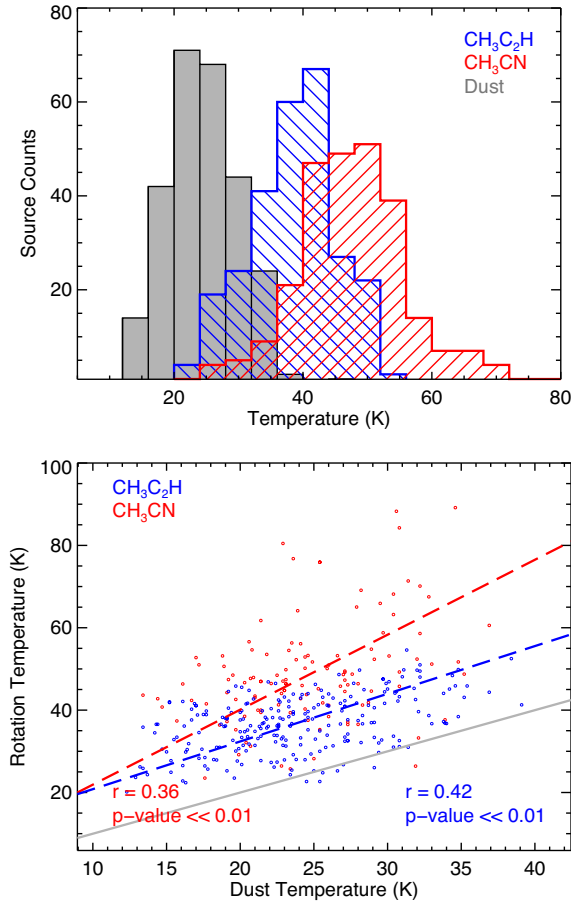 80
60
40
20
Source Counts
CH₃C₂H
CH₃CN
Dust
20 40 60 80
Temperature (K)
100
80
60
40
20
Rotation Temperature (K)
CH₃C₂H
CH₃CN
r = 0.36
p−value << 0.01
r = 0.42
p−value << 0.01
10 15 20 25 30 35 40
Dust Temperature (K)